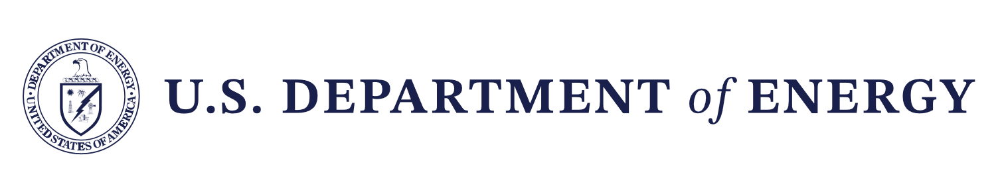 DEPARTMENT OF ENERGY
UNITED STATES OF AMERICA
U.S. DEPARTMENT of ENERGY